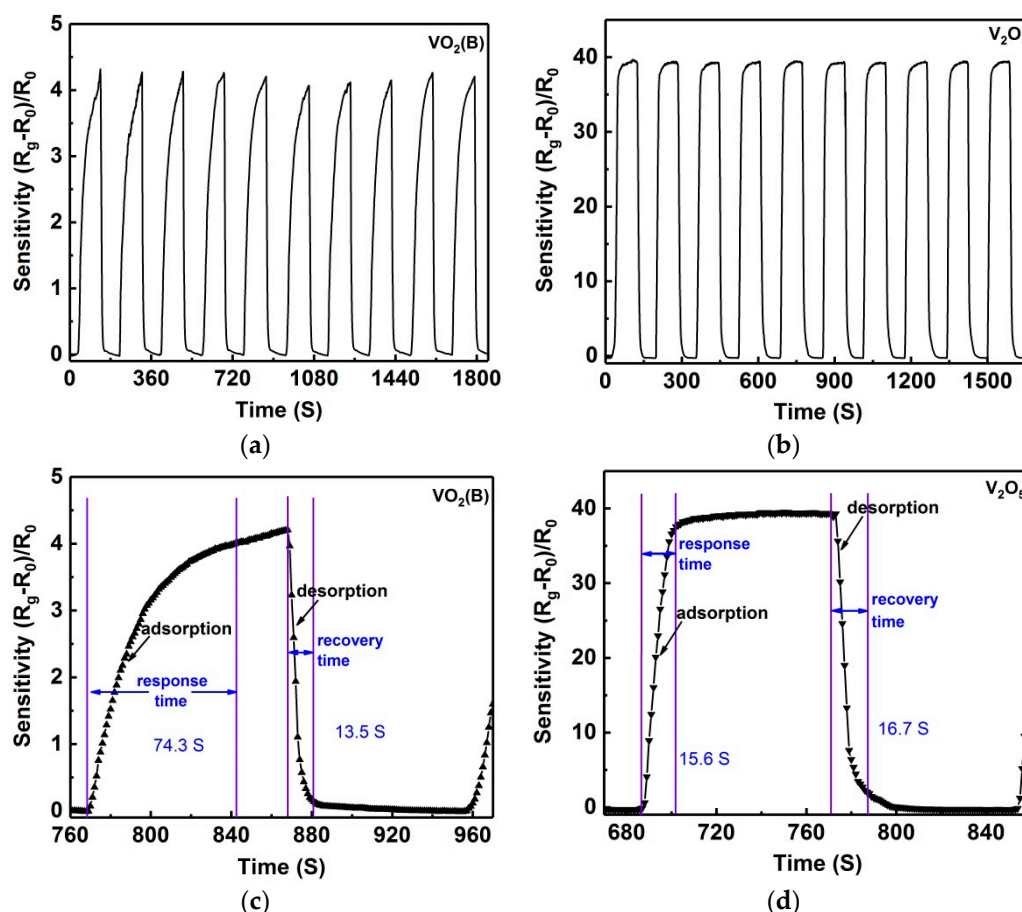 VO2(B)
Sensitivity (Rg-R0)/R0
5
4
3
2
1
0
0 360 720 1080 1440 1800
Time (S)
(a)
V2O
Sensitivity (Rg-R0)/R0
50
40
30
20
10
0
0 300 600 900 1200 1500
Time (S)
(b)
VO2(B)
Sensitivity (Rg-R0)/R0
5
4
3
2
1
0
adsorption
desorption
response
time
recovery
time
74.3 S
13.5 S
760 800 840 880 920 960
Time (S)
(c)
V2O5
Sensitivity (Rg-R0)/R0
50
40
30
20
10
0
desorption
response
time
adsorption
recovery
time
15.6 S
16.7 S
680 720 760 800 840
Time (S)
(d)